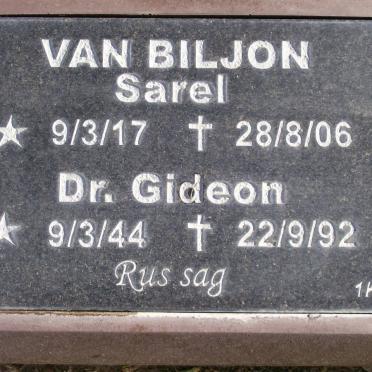 VAN BILJON
Sarel
★ 9/3/17 † 28/8/06
Dr. Gideon
★ 9/3/44 † 22/9/92
Rus sag